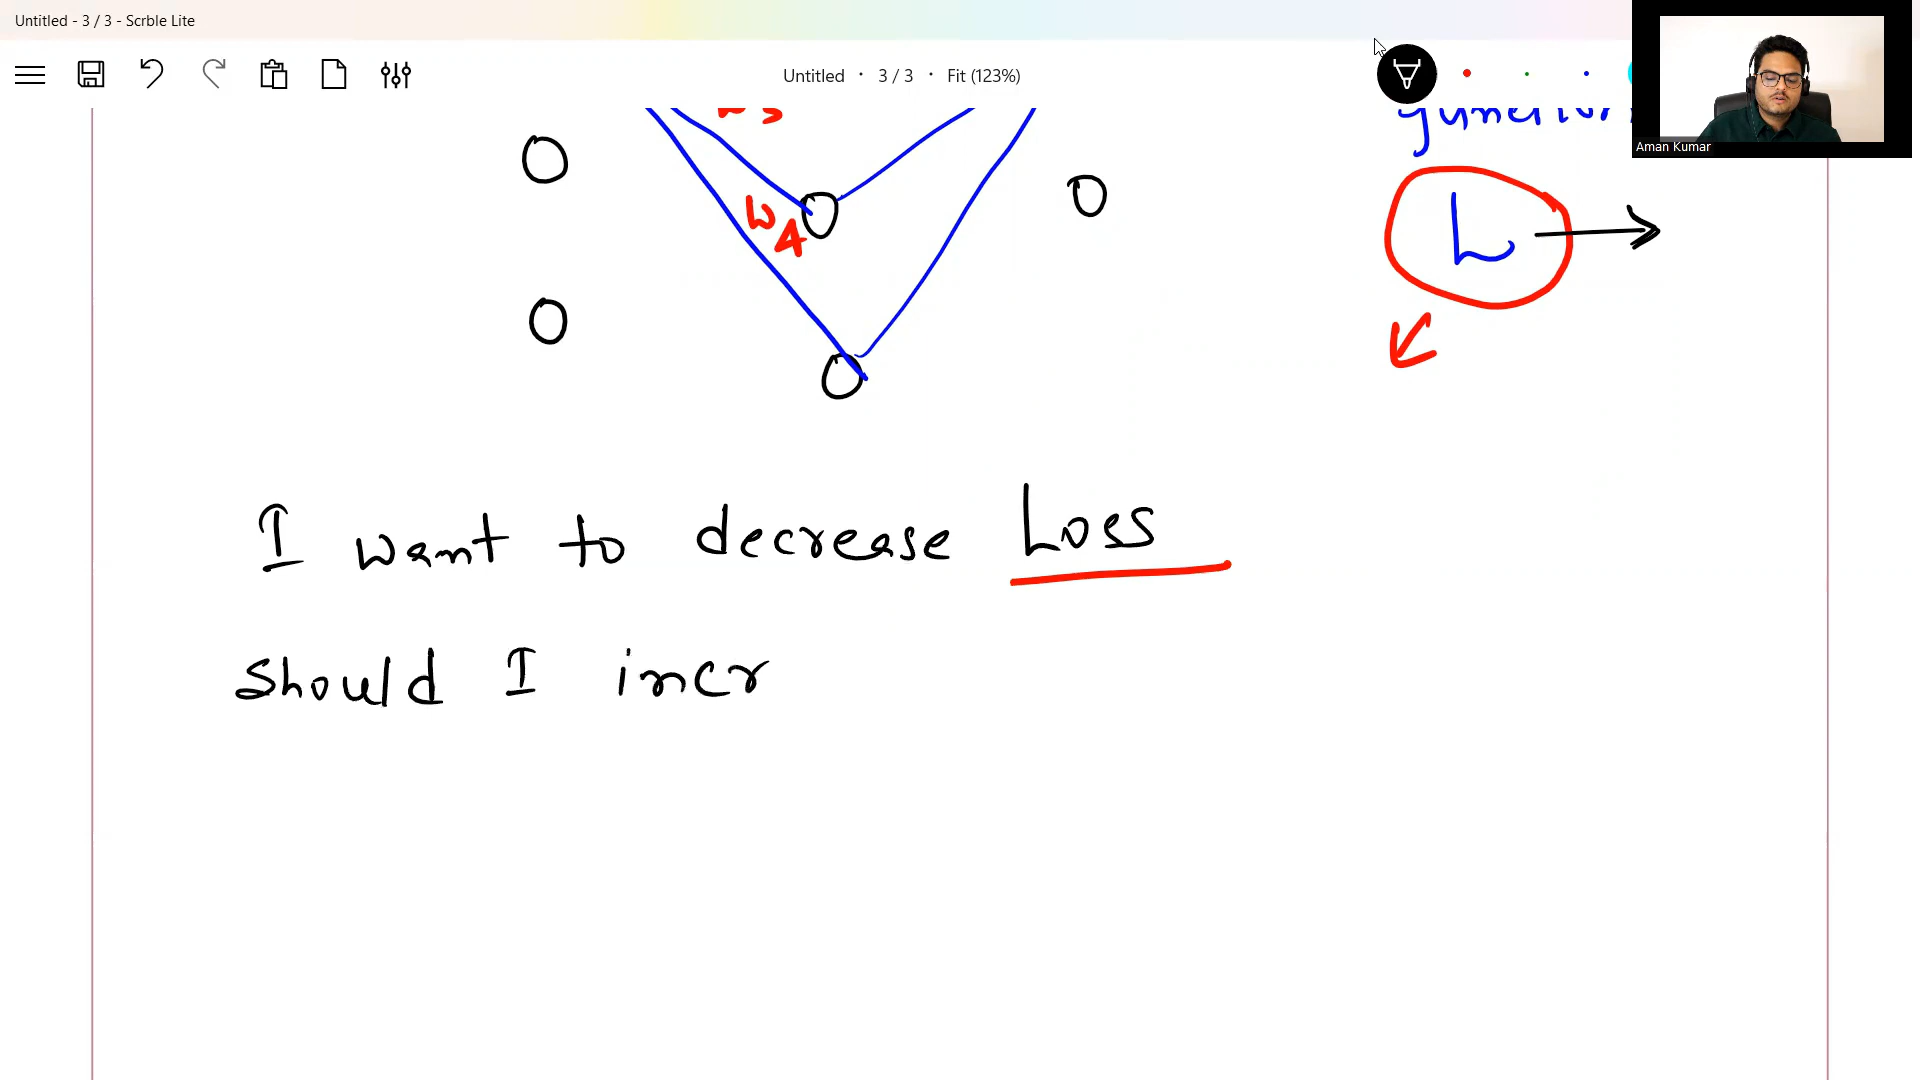 Untitled - 3 / 3 - Scrble Lite
Untitled • 3 / 3 • Fit (123%)
Aman Kumar
W4
L
I want to decrease Loss
should I incr